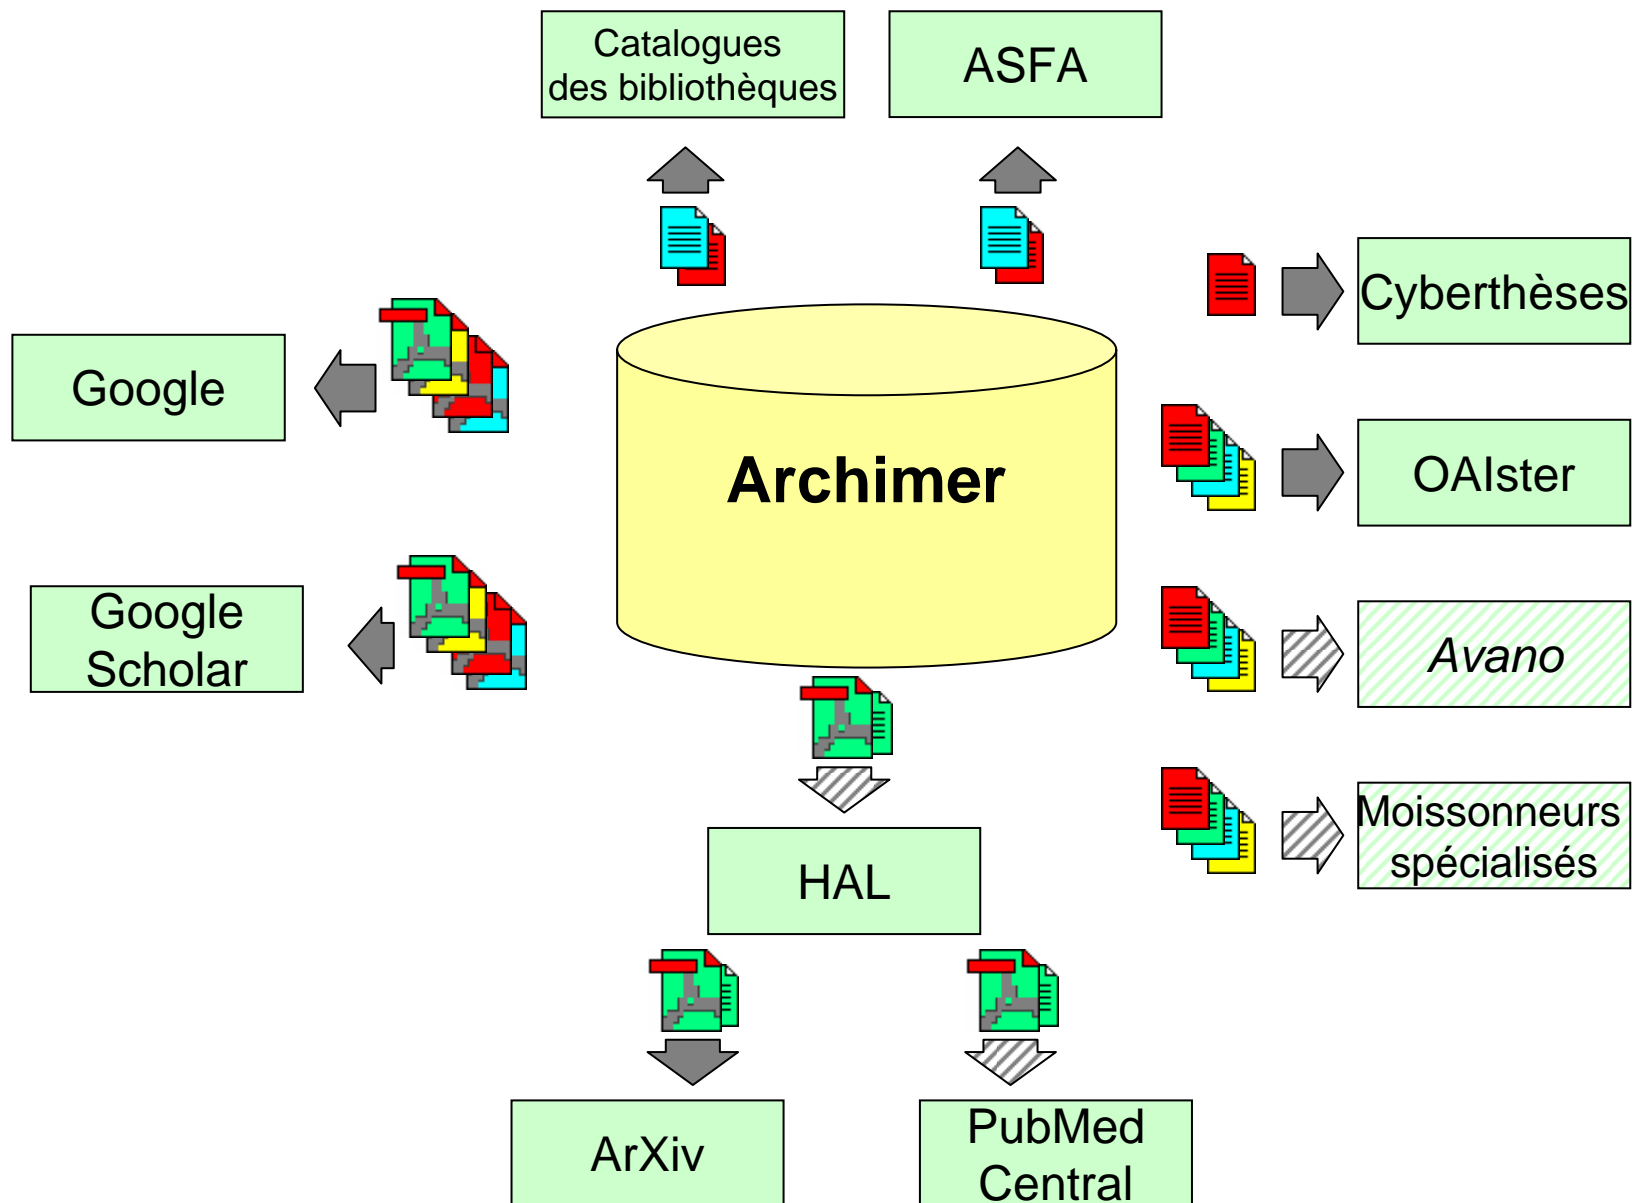 Catalogues
des bibliothèques
ASFA
Cyberthèses
Google
Archimer
OAIster
Google
Scholar
Avano
Moissonneurs
spécialisés
HAL
ArXiv
PubMed
Central